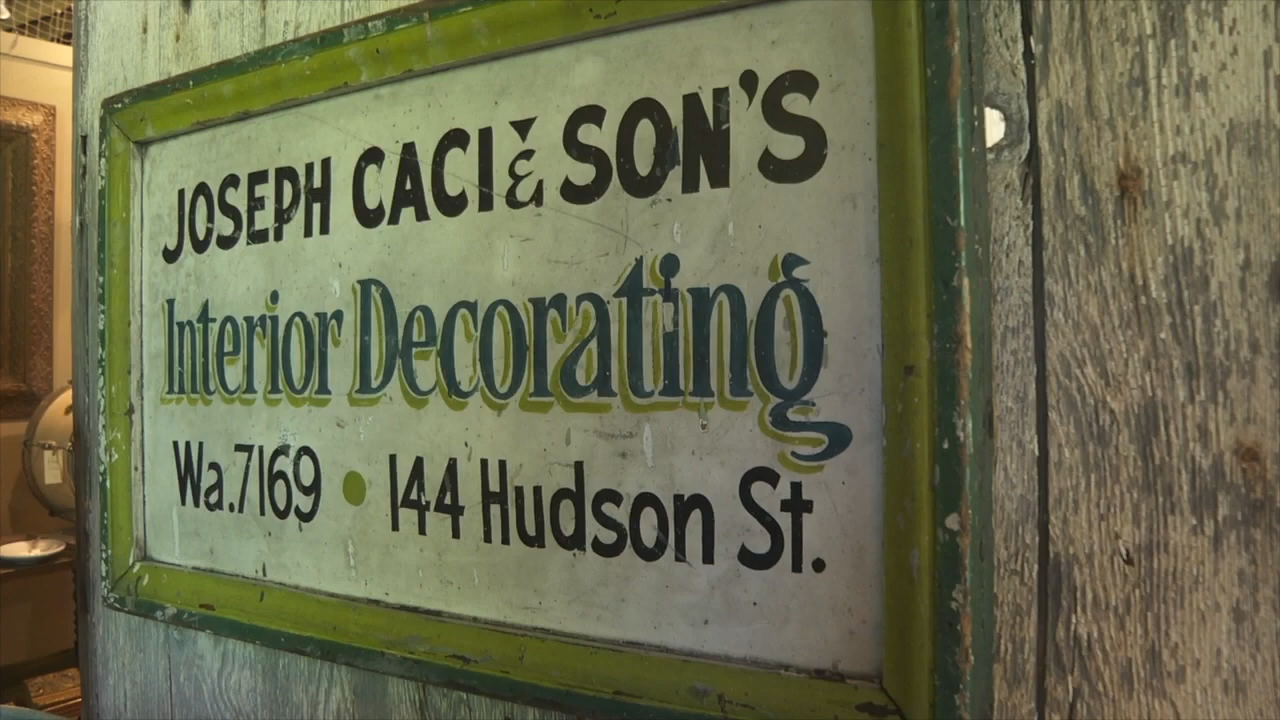 JOSEPH CACI & SON'S
Interior Decorating
Wa.7169 • 144 Hudson St.